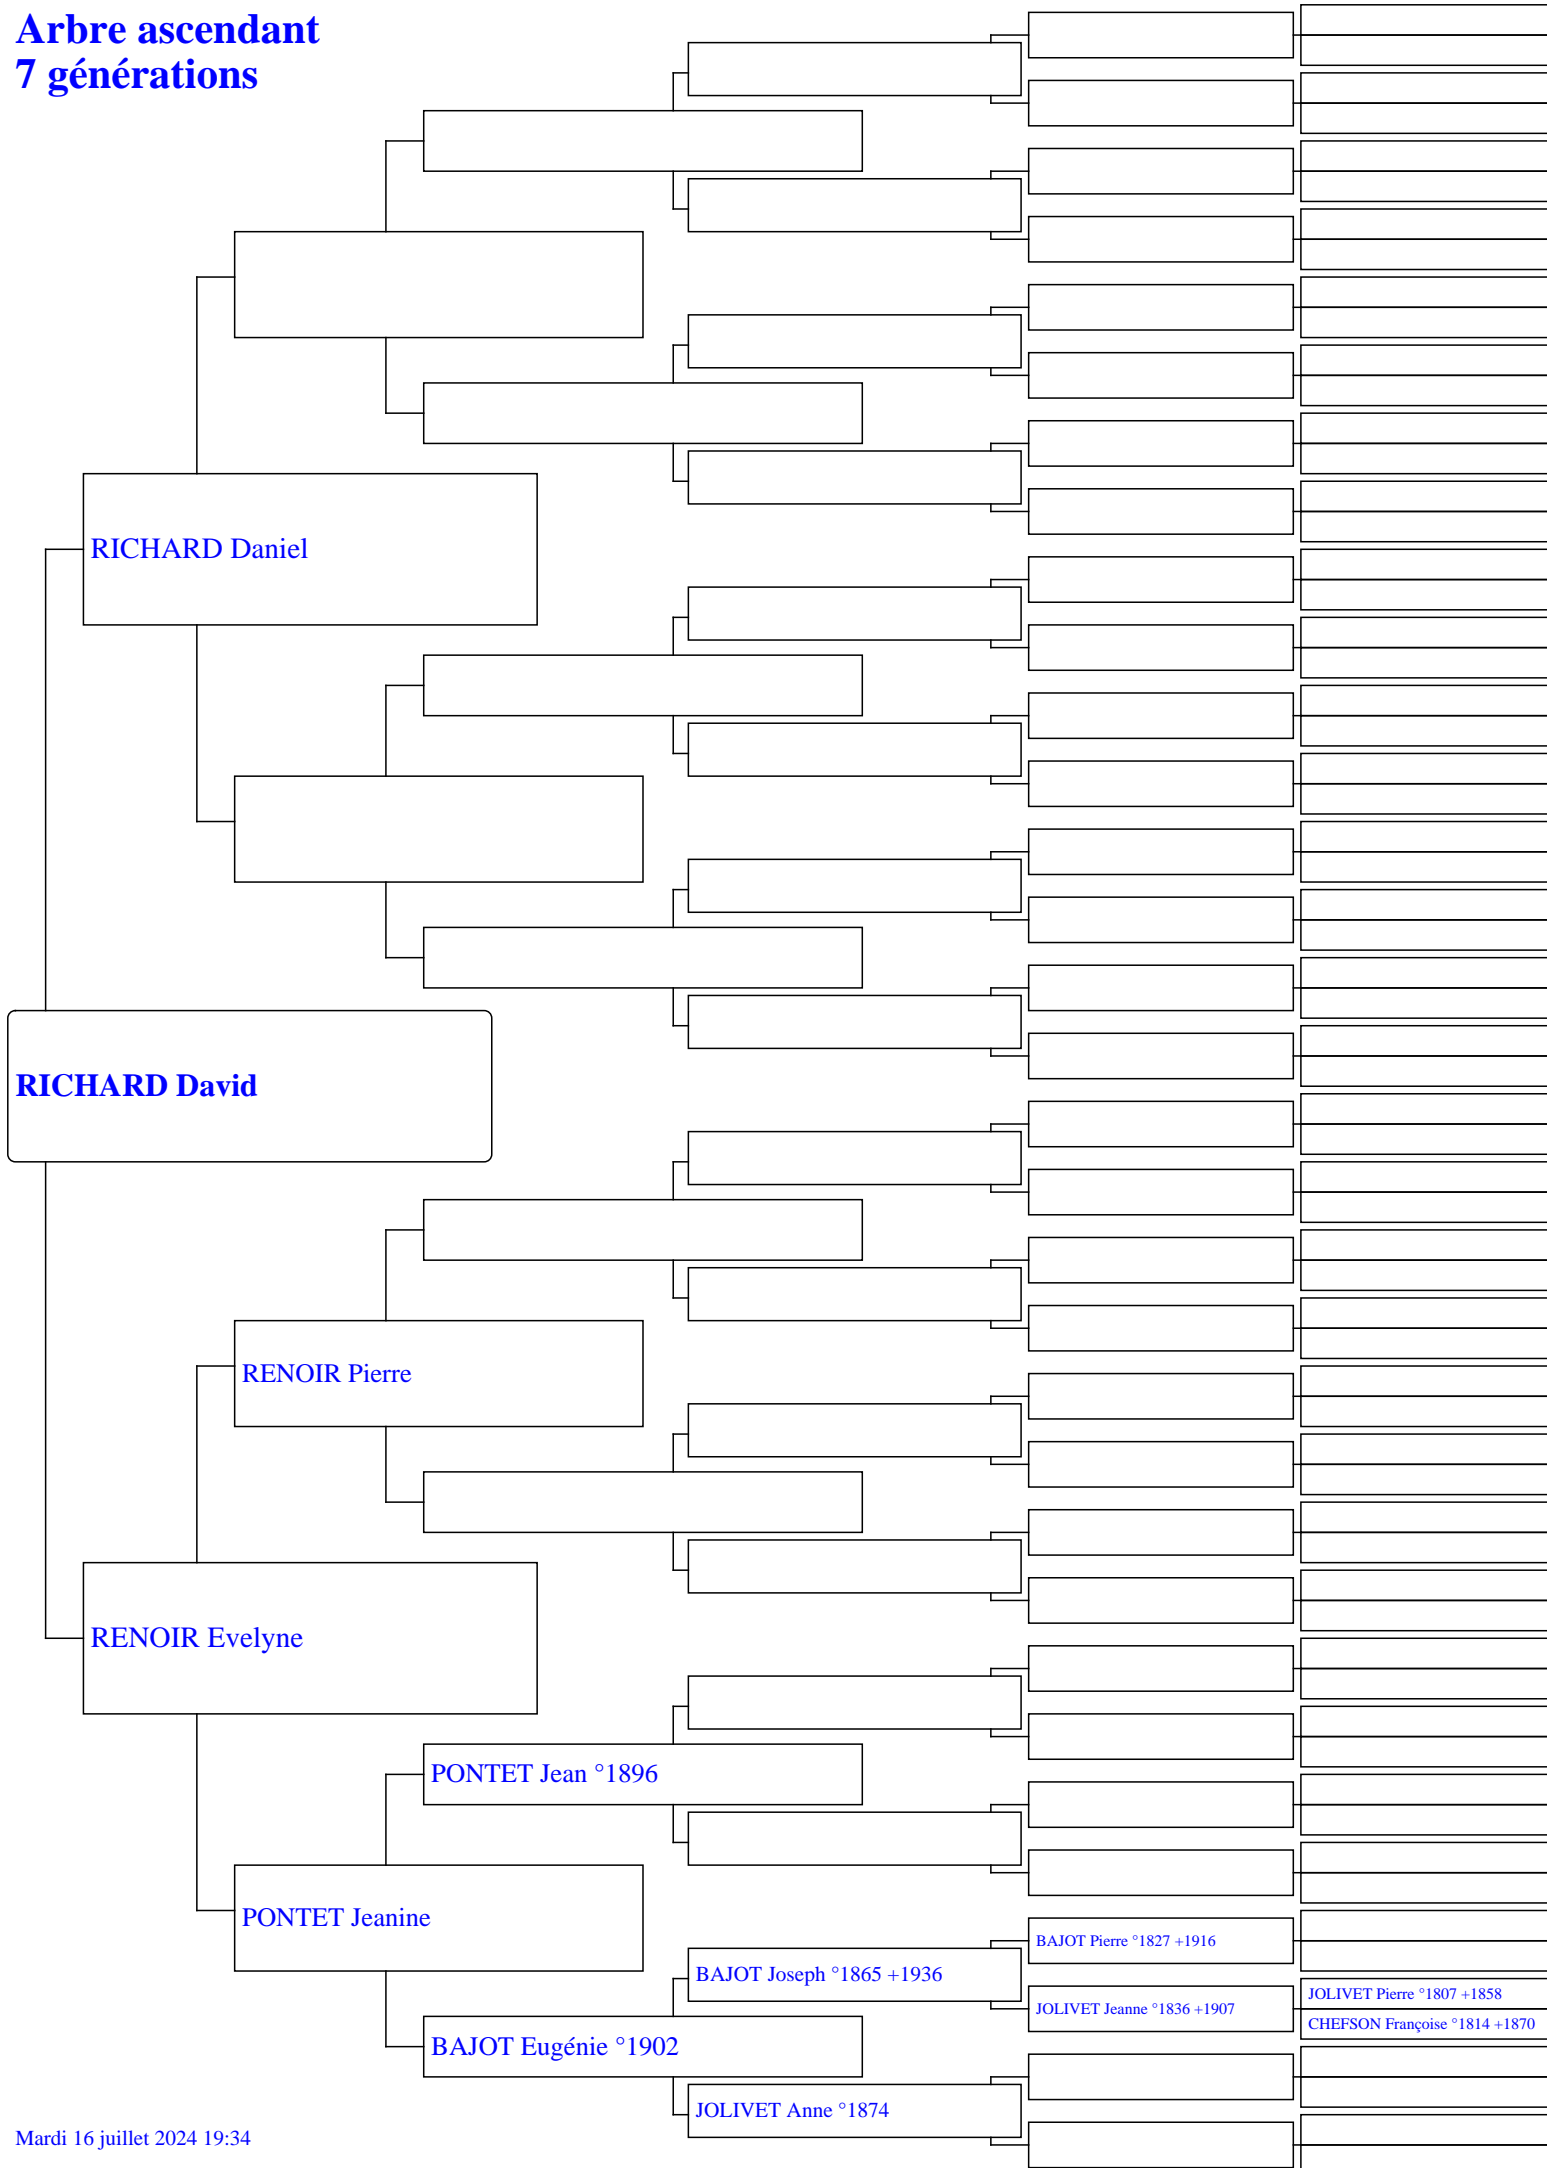 Arbre ascendant
7 générations
RICHARD Daniel
RICHARD David
RENOIR Pierre
RENOIR Evelyne
PONTET Jean °1896
PONTET Jeanine
BAJOT Pierre °1827 +1916
BAJOT Joseph °1865 +1936
JOLIVET Pierre °1807 +1858
JOLIVET Jeanne °1836 +1907
CHEFSON Françoise °1814 +1870
BAJOT Eugénie °1902
JOLIVET Anne °1874
Mardi 16 juillet 2024 19:34